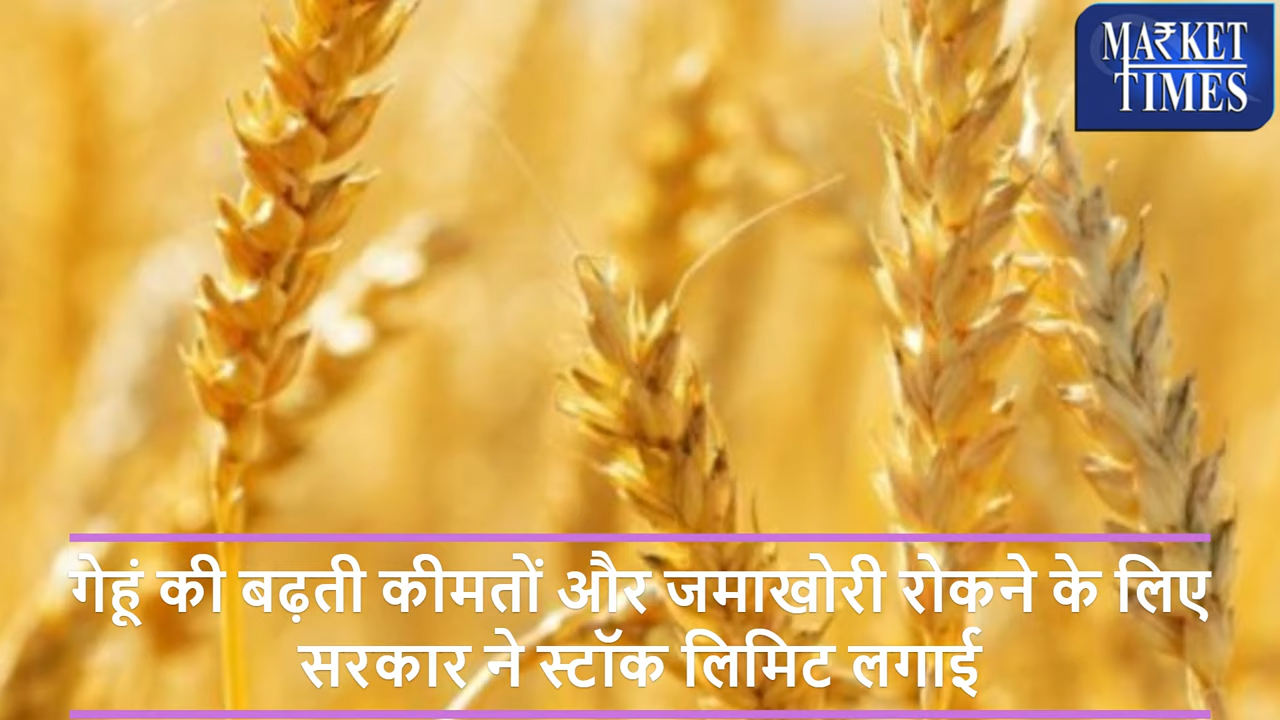 MA₹KET
TIMES
गेहूं की बढ़ती कीमतों और जमाखोरी रोकने के लिए
सरकार ने स्टॉक लिमिट लगाई